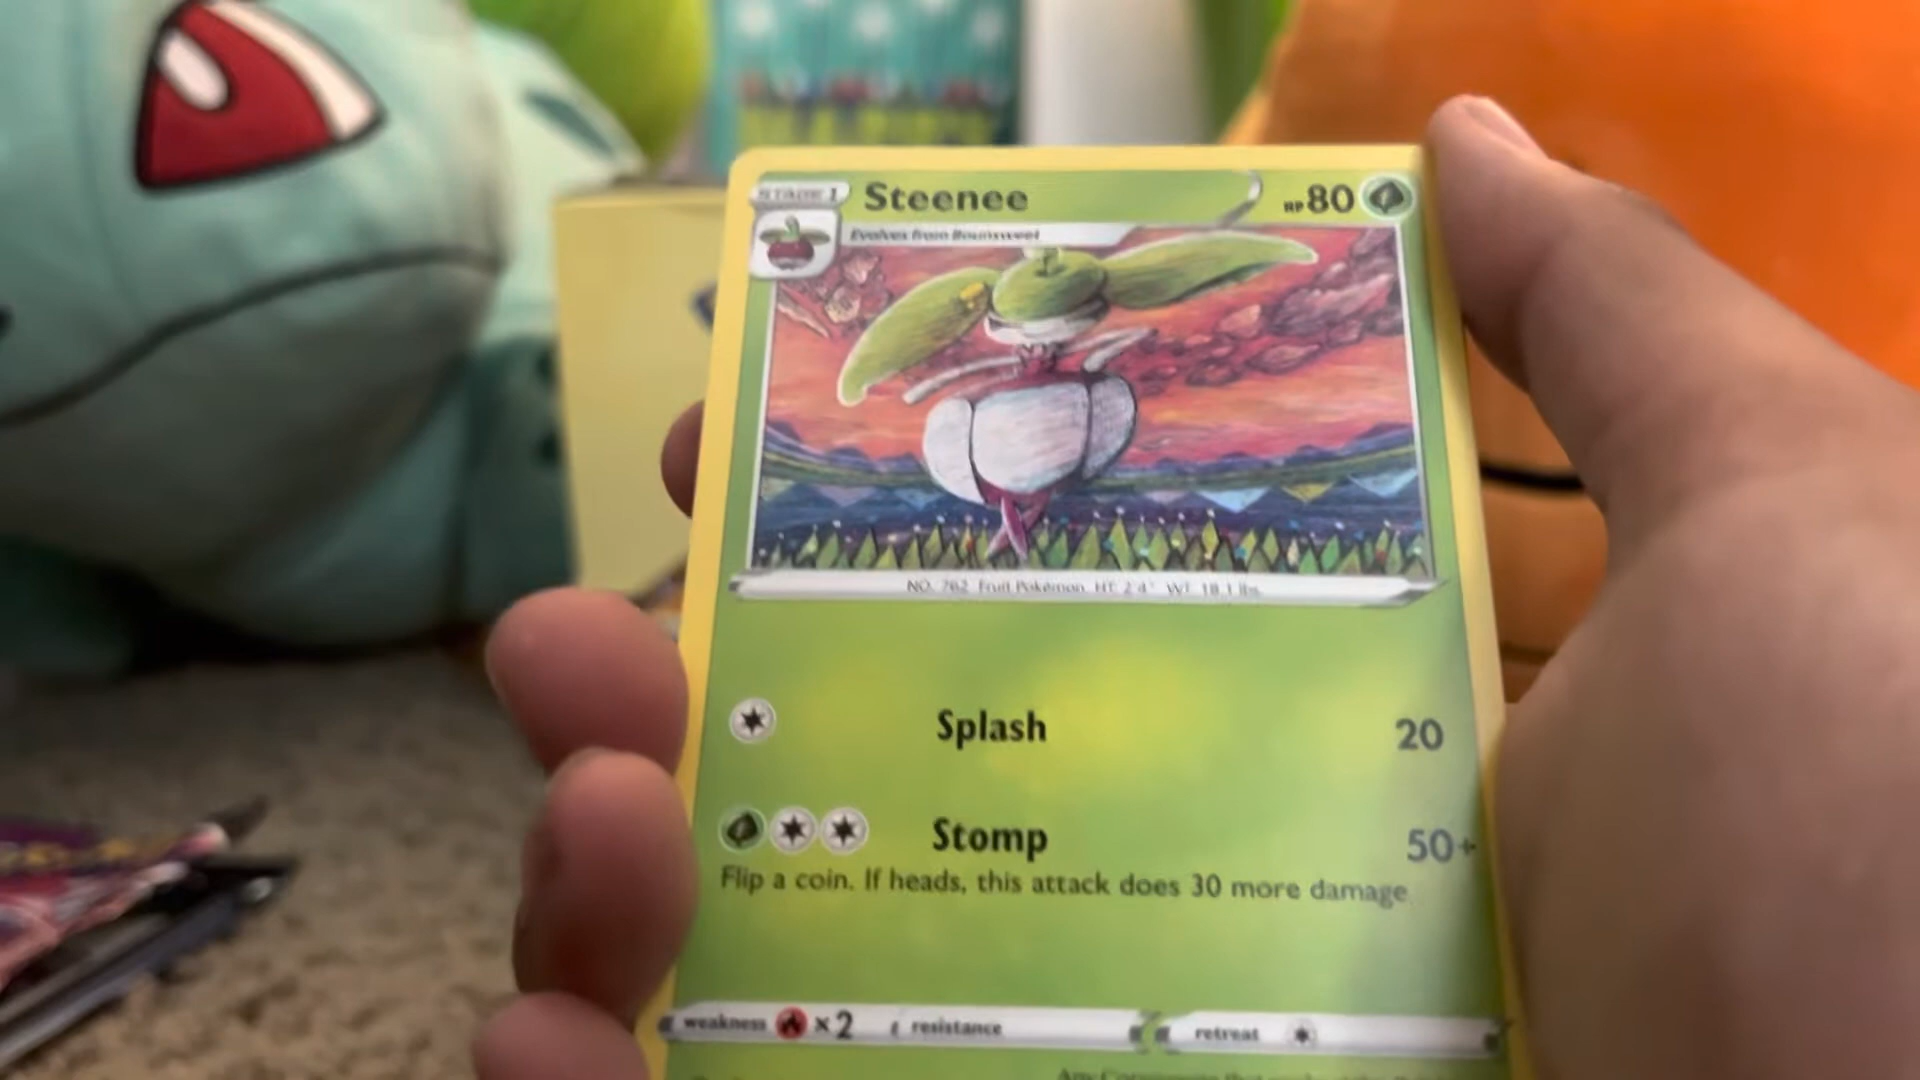 STAGE 1 Steenee HP 80
Evolves from Bounsweet
NO. 762 Fruit Pokémon HT: 2'4" WT: 18.1 lbs.
Splash 20
Stomp 50+
Flip a coin. If heads, this attack does 30 more damage
weakness x2 resistance retreat